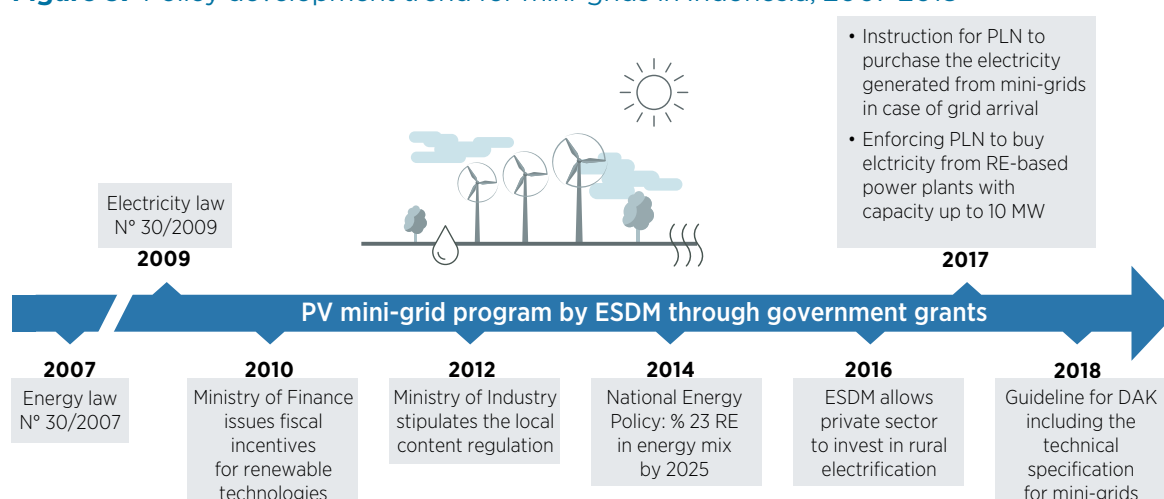 • Instruction for PLN to
purchase the electricity
generated from mini-grids
in case of grid arrival
• Enforcing PLN to buy
elctricity from RE-based
power plants with
capacity up to 10 MW
Electricity law
N° 30/2009
2009
2017
PV mini-grid program by ESDM through government grants
2007
Energy law
N° 30/2007
2010
Ministry of Finance
issues fiscal
incentives
for renewable
technologies
2012
Ministry of Industry
stipulates the local
content regulation
2014
National Energy
Policy: % 23 RE
in energy mix
by 2025
2016
ESDM allows
private sector
to invest in rural
electrification
2018
Guideline for DAK
including the
technical
specification
for mini-grids